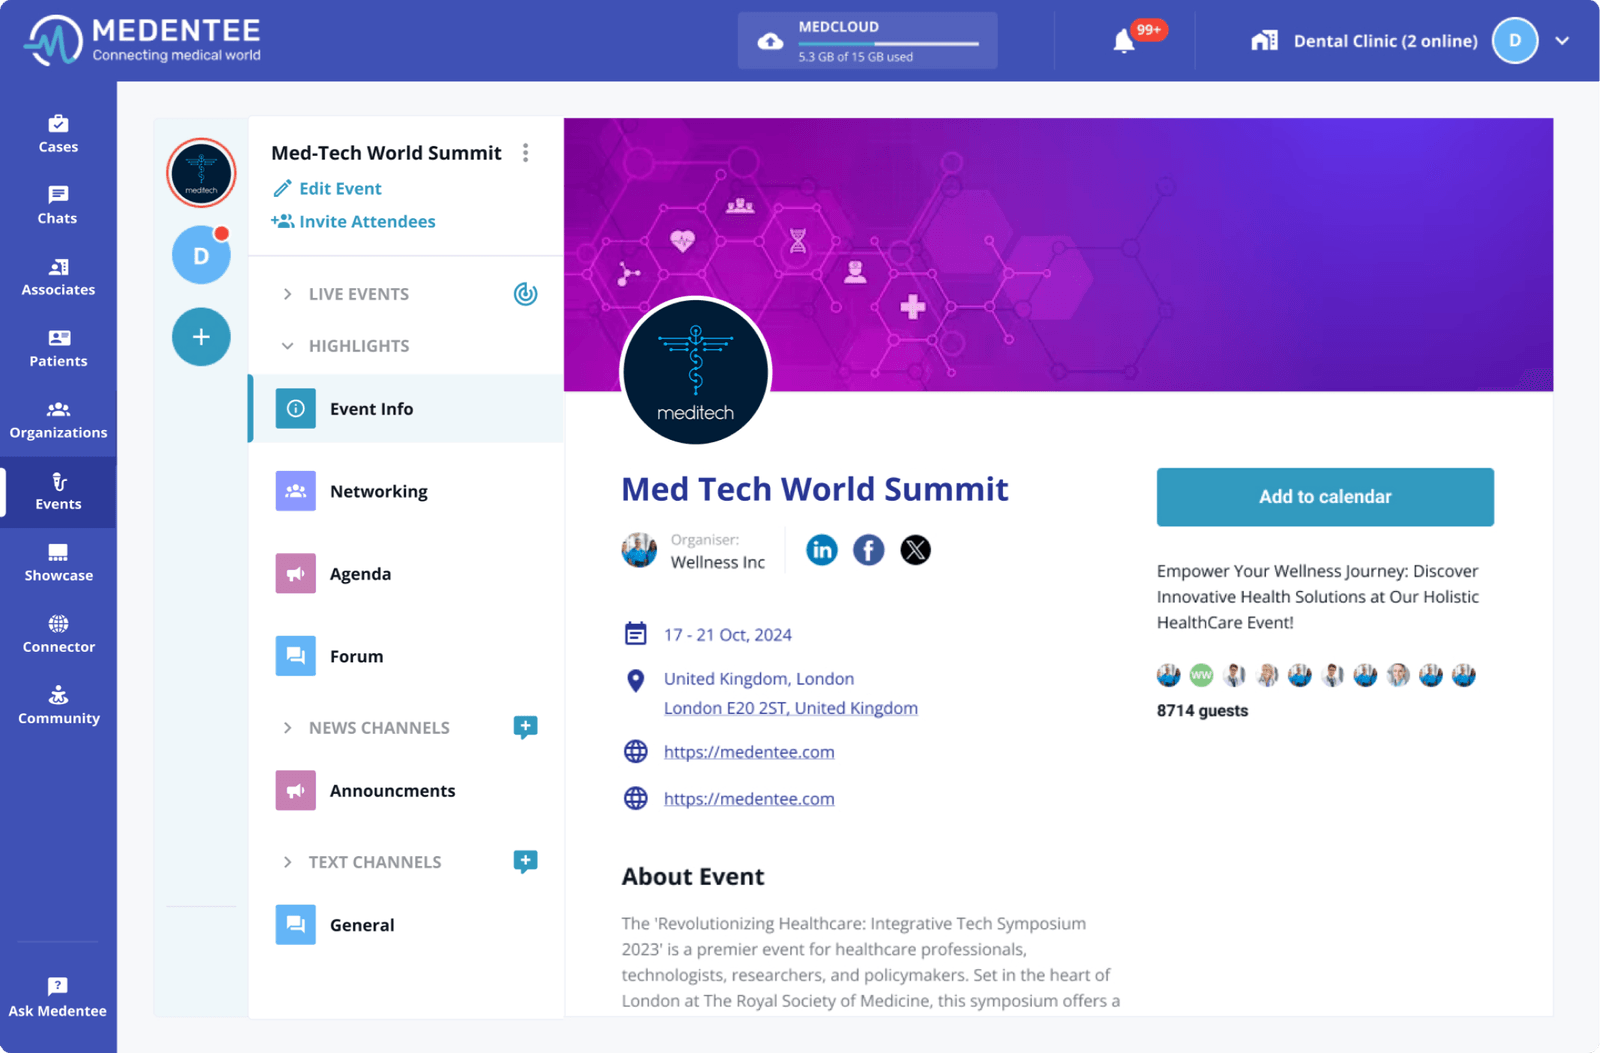 MEDENTEE
Connecting medical world
MEDCLOUD
5.3 GB of 15 GB used
99+
Dental Clinic (2 online)
D
Cases
Chats
Associates
Patients
Organizations
Events
Showcase
Connector
Community
Ask Medentee
meditech
D
Med-Tech World Summit
Edit Event
Invite Attendees
LIVE EVENTS
HIGHLIGHTS
Event Info
Networking
Agenda
Forum
NEWS CHANNELS
Announcments
TEXT CHANNELS
General
meditech
Med Tech World Summit
Organiser:
Wellness Inc
17 - 21 Oct, 2024
United Kingdom, London
London E20 2ST, United Kingdom
https://medentee.com
https://medentee.com
About Event
The 'Revolutionizing Healthcare: Integrative Tech Symposium
2023' is a premier event for healthcare professionals,
technologists, researchers, and policymakers. Set in the heart of
London at The Royal Society of Medicine, this symposium offers a
Add to calendar
Empower Your Wellness Journey: Discover
Innovative Health Solutions at Our Holistic
HealthCare Event!
WW
8714 guests